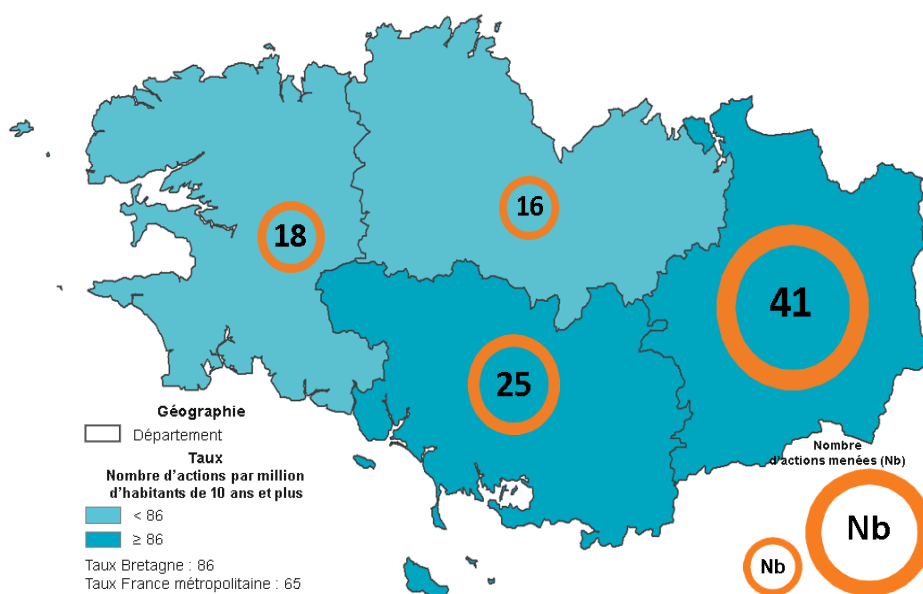 16
18
41
25
Géographie
Département
Taux
Nombre d'actions par million
d'habitants de 10 ans et plus
< 86
≥ 86
Taux Bretagne : 86
Taux France métropolitaine : 65
Nombre
d'actions menées (Nb)
Nb
Nb